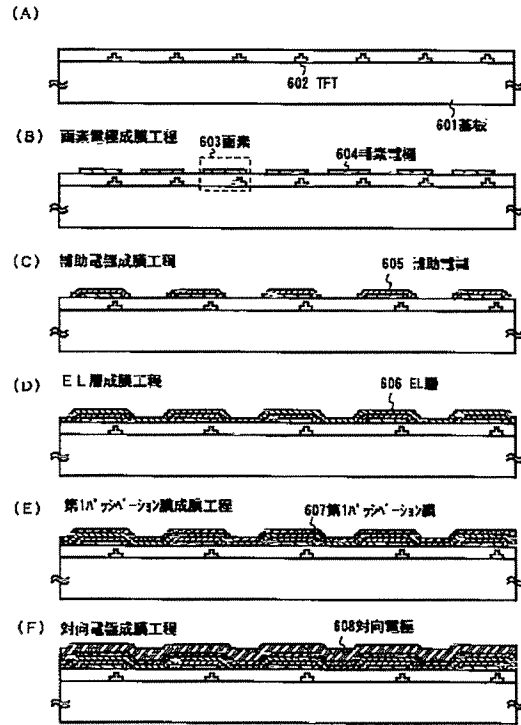 (A)
602 TFT
601基板
(B) 画素電極成膜工程
603画素
604画素電極
(C) 補助電極成膜工程
605 補助電極
(D) EL層成膜工程
606 EL層
(E) 第1パッシベーション膜成膜工程
607第1パッシベーション膜
(F) 対向電極成膜工程
608対向電極